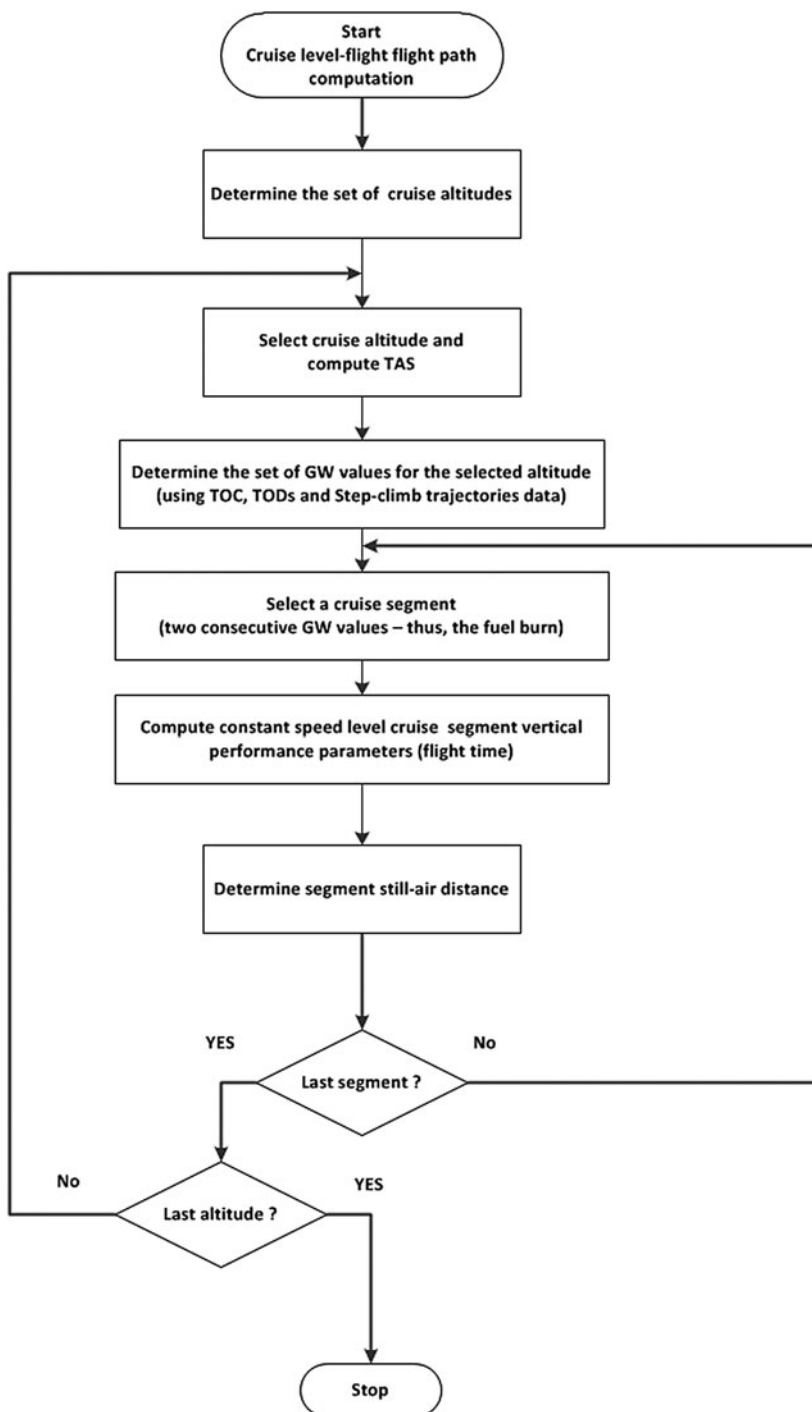 Start
Cruise level-flight flight path
computation
Determine the set of cruise altitudes
Select cruise altitude and
compute TAS
Determine the set of GW values for the selected altitude
(using TOC, TODs and Step-climb trajectories data)
Select a cruise segment
(two consecutive GW values – thus, the fuel burn)
Compute constant speed level cruise segment vertical
performance parameters (flight time)
Determine segment still-air distance
YES
No
Last segment ?
No
YES
Last altitude ?
Stop